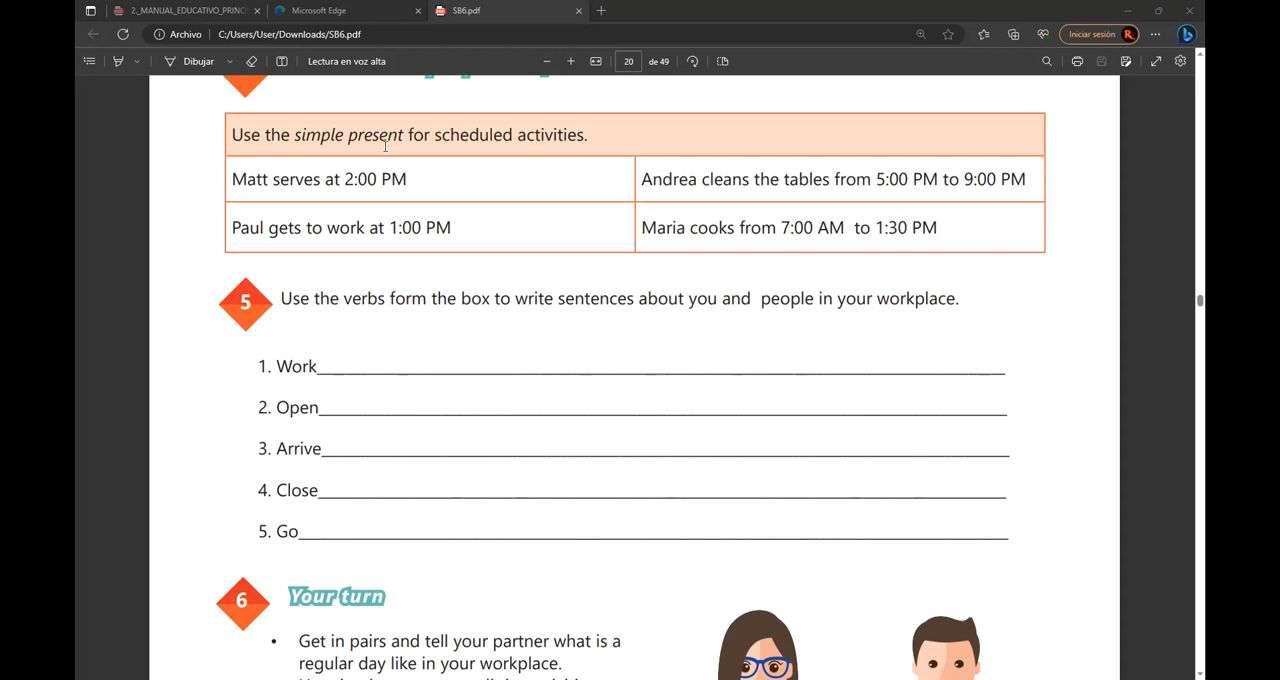 2._MANUAL_EDUCATIVO_PRINC
Microsoft Edge
SB6.pdf
Archivo
C:/Users/User/Downloads/SB6.pdf
Iniciar sesión
R
Dibujar
Lectura en voz alta
20
de 49
Use the simple present for scheduled activities.
Matt serves at 2:00 PM
Andrea cleans the tables from 5:00 PM to 9:00 PM
Paul gets to work at 1:00 PM
Maria cooks from 7:00 AM to 1:30 PM
5
Use the verbs form the box to write sentences about you and people in your workplace.
1. Work
2. Open
3. Arrive
4. Close
5. Go
6
Your turn
• Get in pairs and tell your partner what is a
regular day like in your workplace.